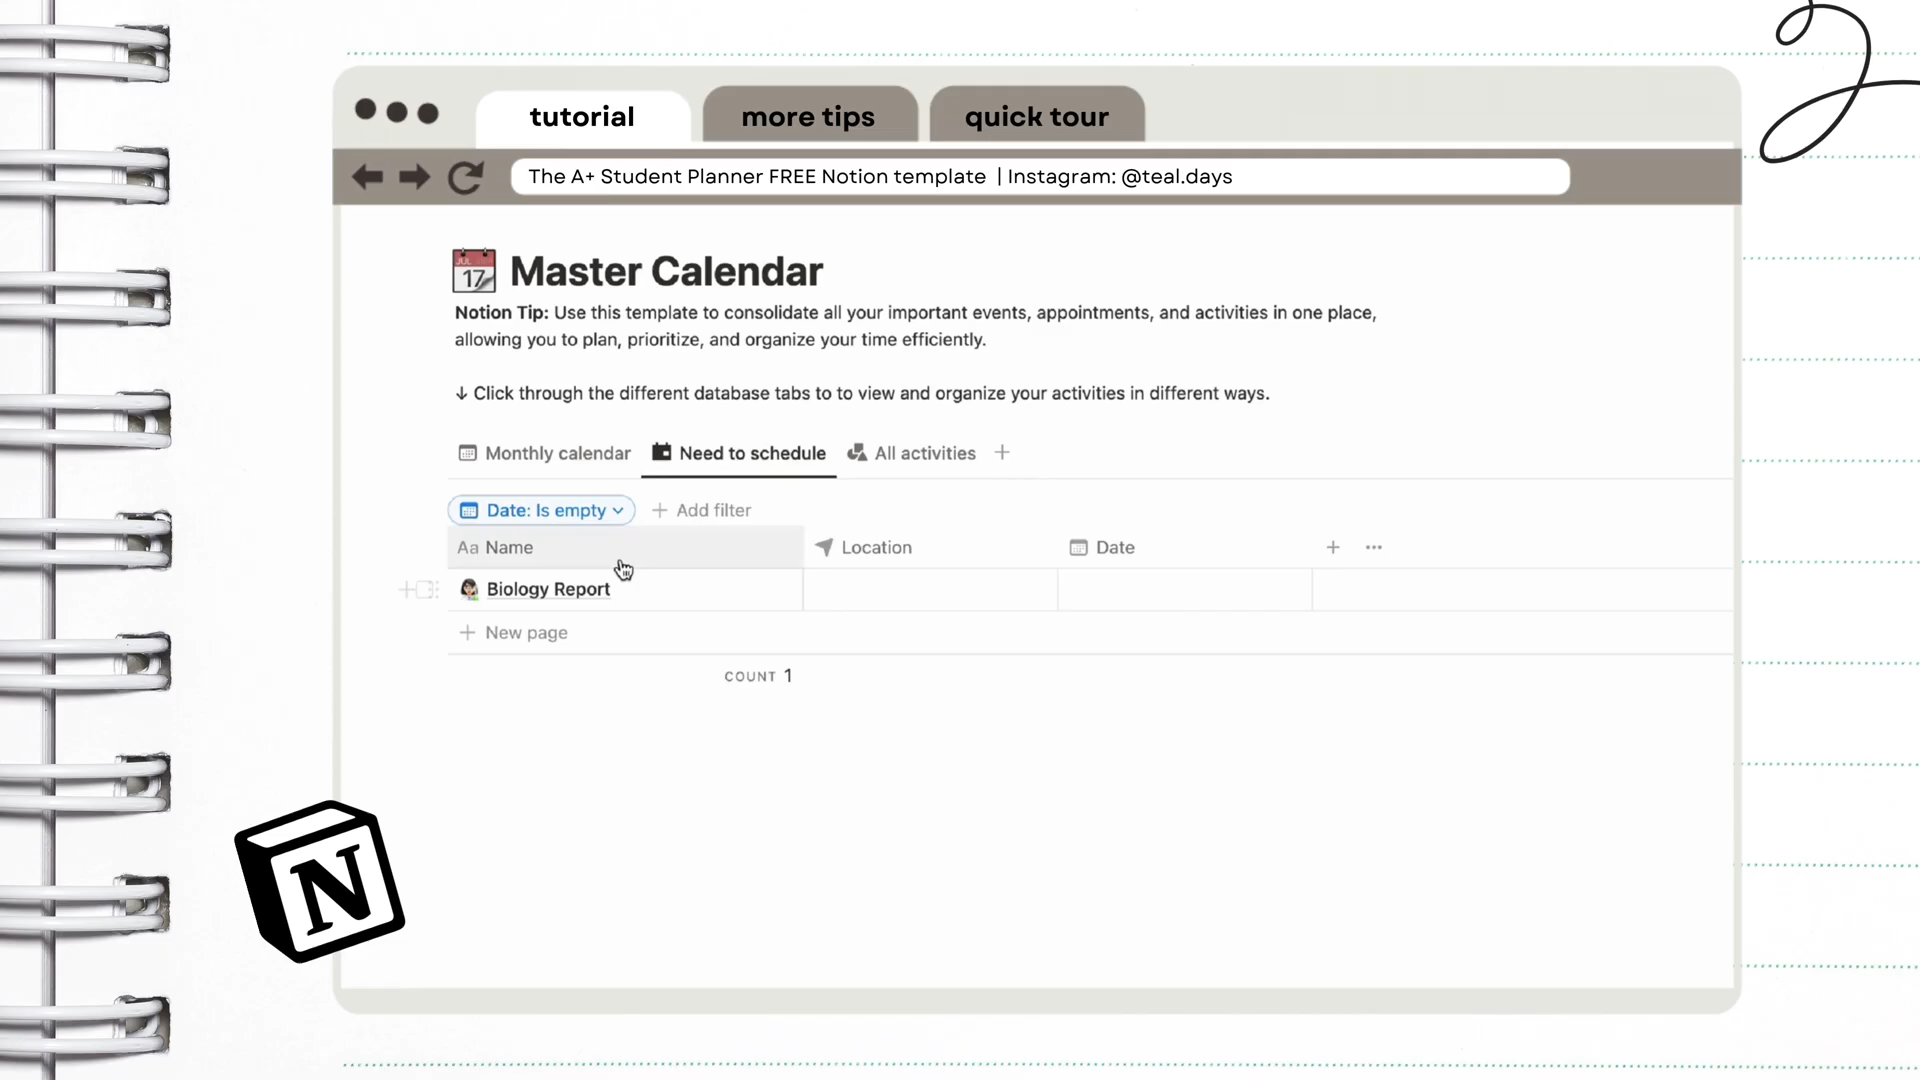 tutorial
more tips
quick tour
The A+ Student Planner FREE Notion template | Instagram: @teal.days
JUL
17
Master Calendar
Notion Tip: Use this template to consolidate all your important events, appointments, and activities in one place,
allowing you to plan, prioritize, and organize your time efficiently.
↓ Click through the different database tabs to to view and organize your activities in different ways.
Monthly calendar
Need to schedule
All activities +
Date: Is empty
+ Add filter
Aa Name
Location
Date
+ ...
Biology Report
+ New page
COUNT 1
N